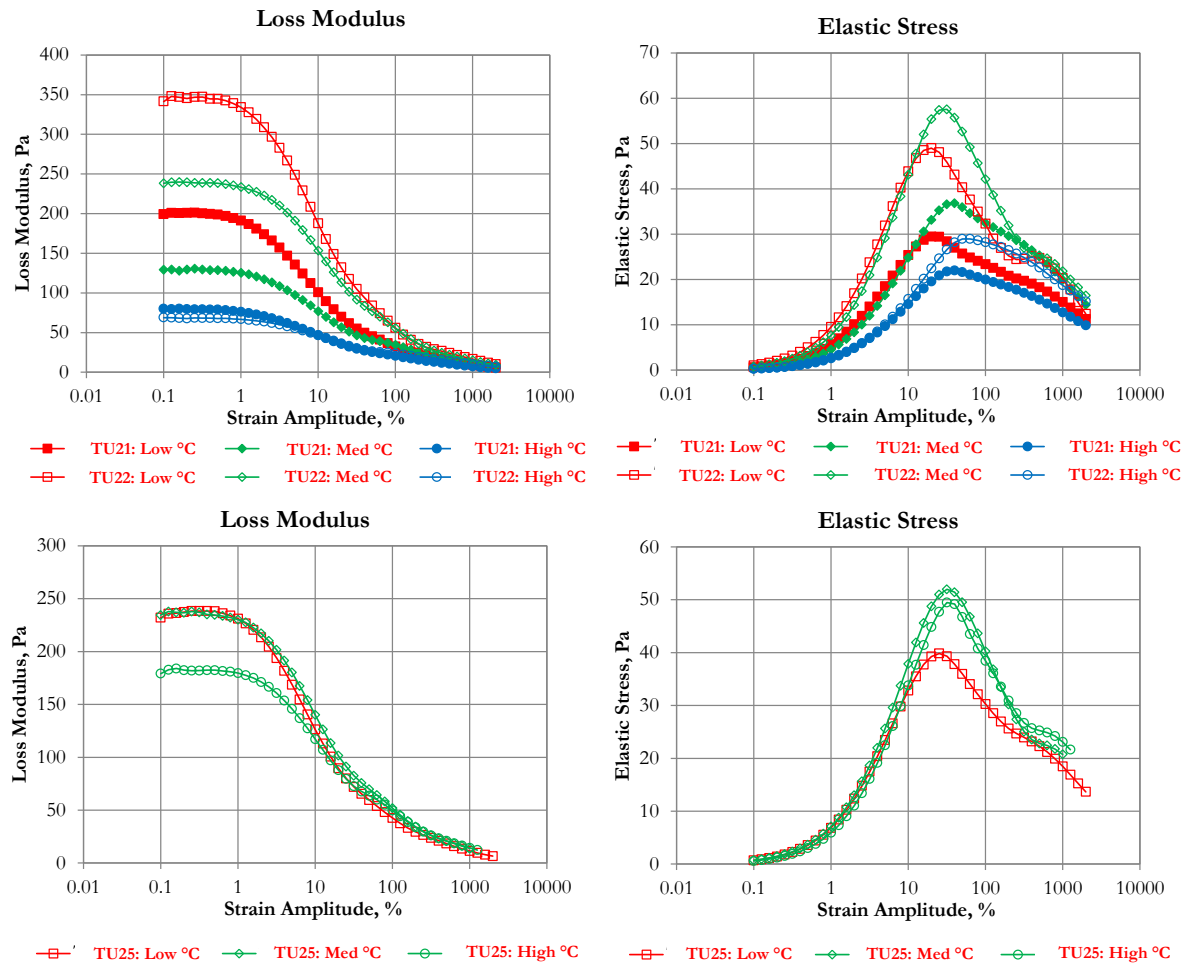 Loss Modulus
Loss Modulus, Pa
400
350
300
250
200
150
100
50
0
0.01 0.1 1 10 100 1000 10000
Strain Amplitude, %
TU21: Low °C TU21: Med °C TU21: High °C
TU22: Low °C TU22: Med °C TU22: High °C
Elastic Stress
Elastic Stress, Pa
70
60
50
40
30
20
10
0
0.01 0.1 1 10 100 1000 10000
Strain Amplitude, %
TU21: Low °C TU21: Med °C TU21: High °C
TU22: Low °C TU22: Med °C TU22: High °C
Loss Modulus
Loss Modulus, Pa
300
250
200
150
100
50
0
0.01 0.1 1 10 100 1000 10000
Strain Amplitude, %
TU25: Low °C TU25: Med °C TU25: High °C
Elastic Stress
Elastic Stress, Pa
60
50
40
30
20
10
0
0.01 0.1 1 10 100 1000 10000
Strain Amplitude, %
TU25: Low °C TU25: Med °C TU25: High °C